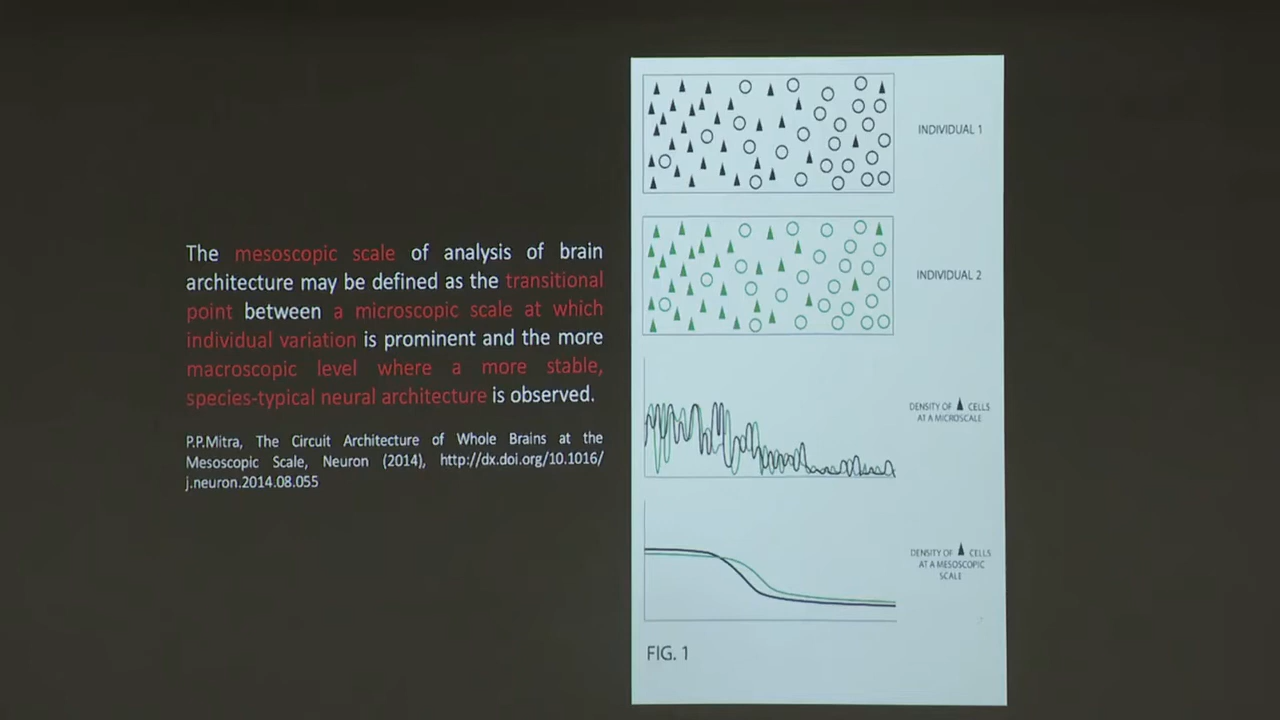 The mesoscopic scale of analysis of brain
architecture may be defined as the transitional
point between a microscopic scale at which
individual variation is prominent and the more
macroscopic level where a more stable,
species-typical neural architecture is observed.
P.P.Mitra, The Circuit Architecture of Whole Brains at the
Mesoscopic Scale, Neuron (2014), http://dx.doi.org/10.1016/
j.neuron.2014.08.055
INDIVIDUAL 1
INDIVIDUAL 2
DENSITY OF ▲ CELLS
AT A MICROSCALE
DENSITY OF ▲ CELLS
AT A MESOSCOPIC
SCALE
FIG. 1